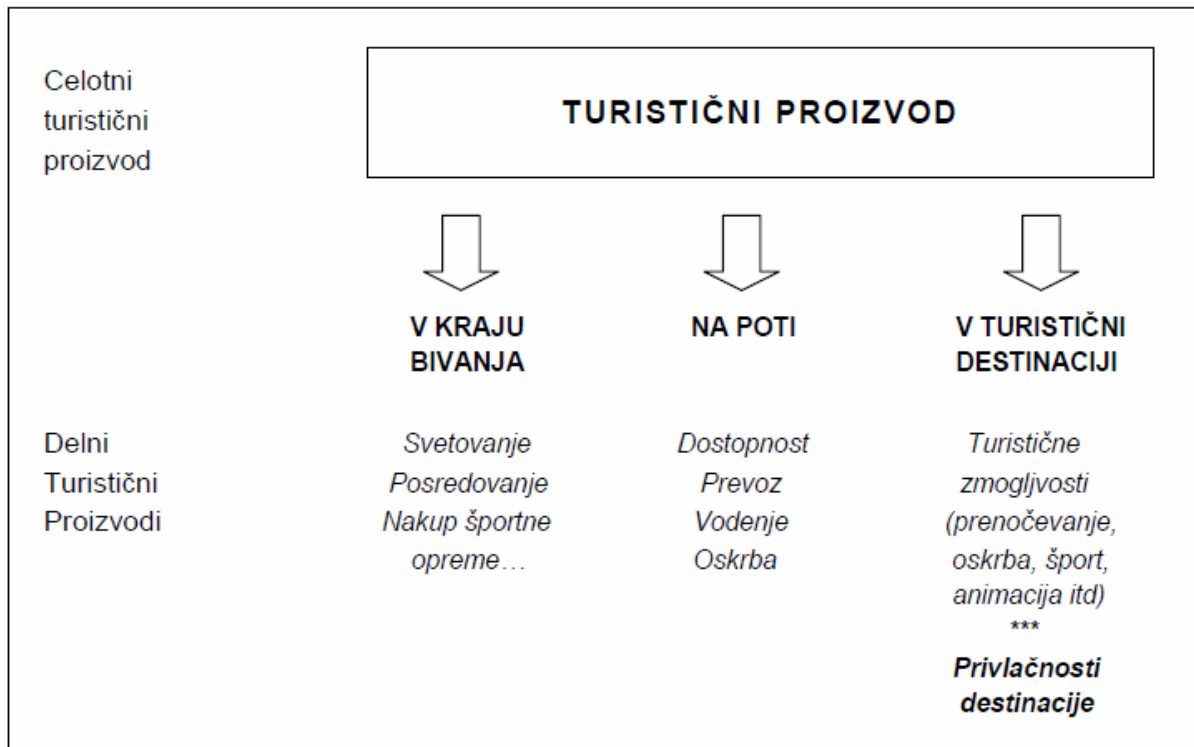 Celotni
turistični
proizvod
TURISTIČNI PROIZVOD
V KRAJU
BIVANJA
NA POTI
V TURISTIČNI
DESTINACIJI
Delni
Turistični
Proizvodi
Svetovanje
Posredovanje
Nakup športne
opreme…
Dostopnost
Prevoz
Vodenje
Oskrba
Turistične
zmogljvosti
(prenočevanje,
oskrba, šport,
animacija itd)
***
Privlačnosti
destinacije